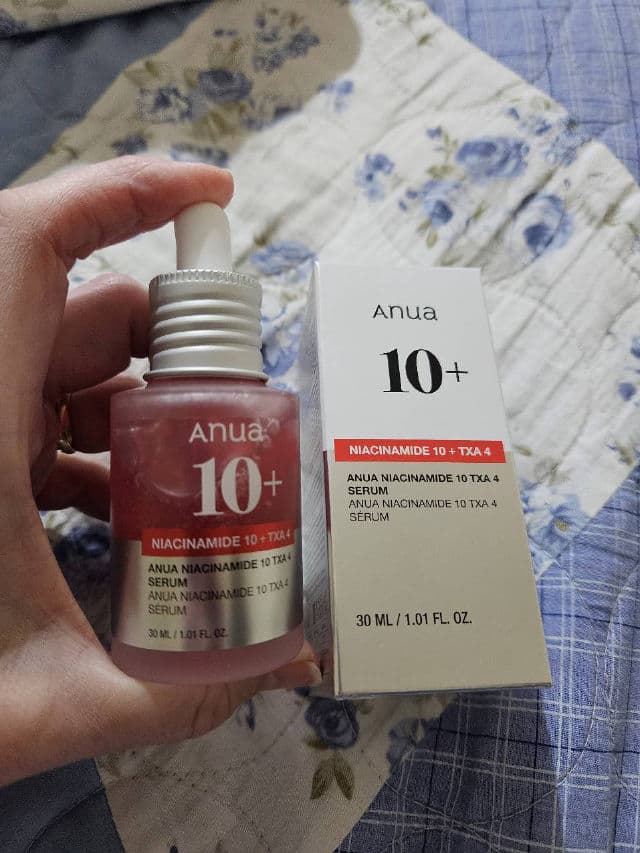 Anua
10+
NIACINAMIDE 10 + TXA 4
ANUA NIACINAMIDE 10 TXA 4
SERUM
ANUA NIACINAMIDE 10 TXA 4
SÉRUM
30 ML / 1.01 FL. OZ.
Anua
10+
NIACINAMIDE 10 + TXA 4
ANUA NIACINAMIDE 10 TXA 4
SERUM
ANUA NIACINAMIDE 10 TXA 4
SÉRUM
30 ML / 1.01 FL. OZ.